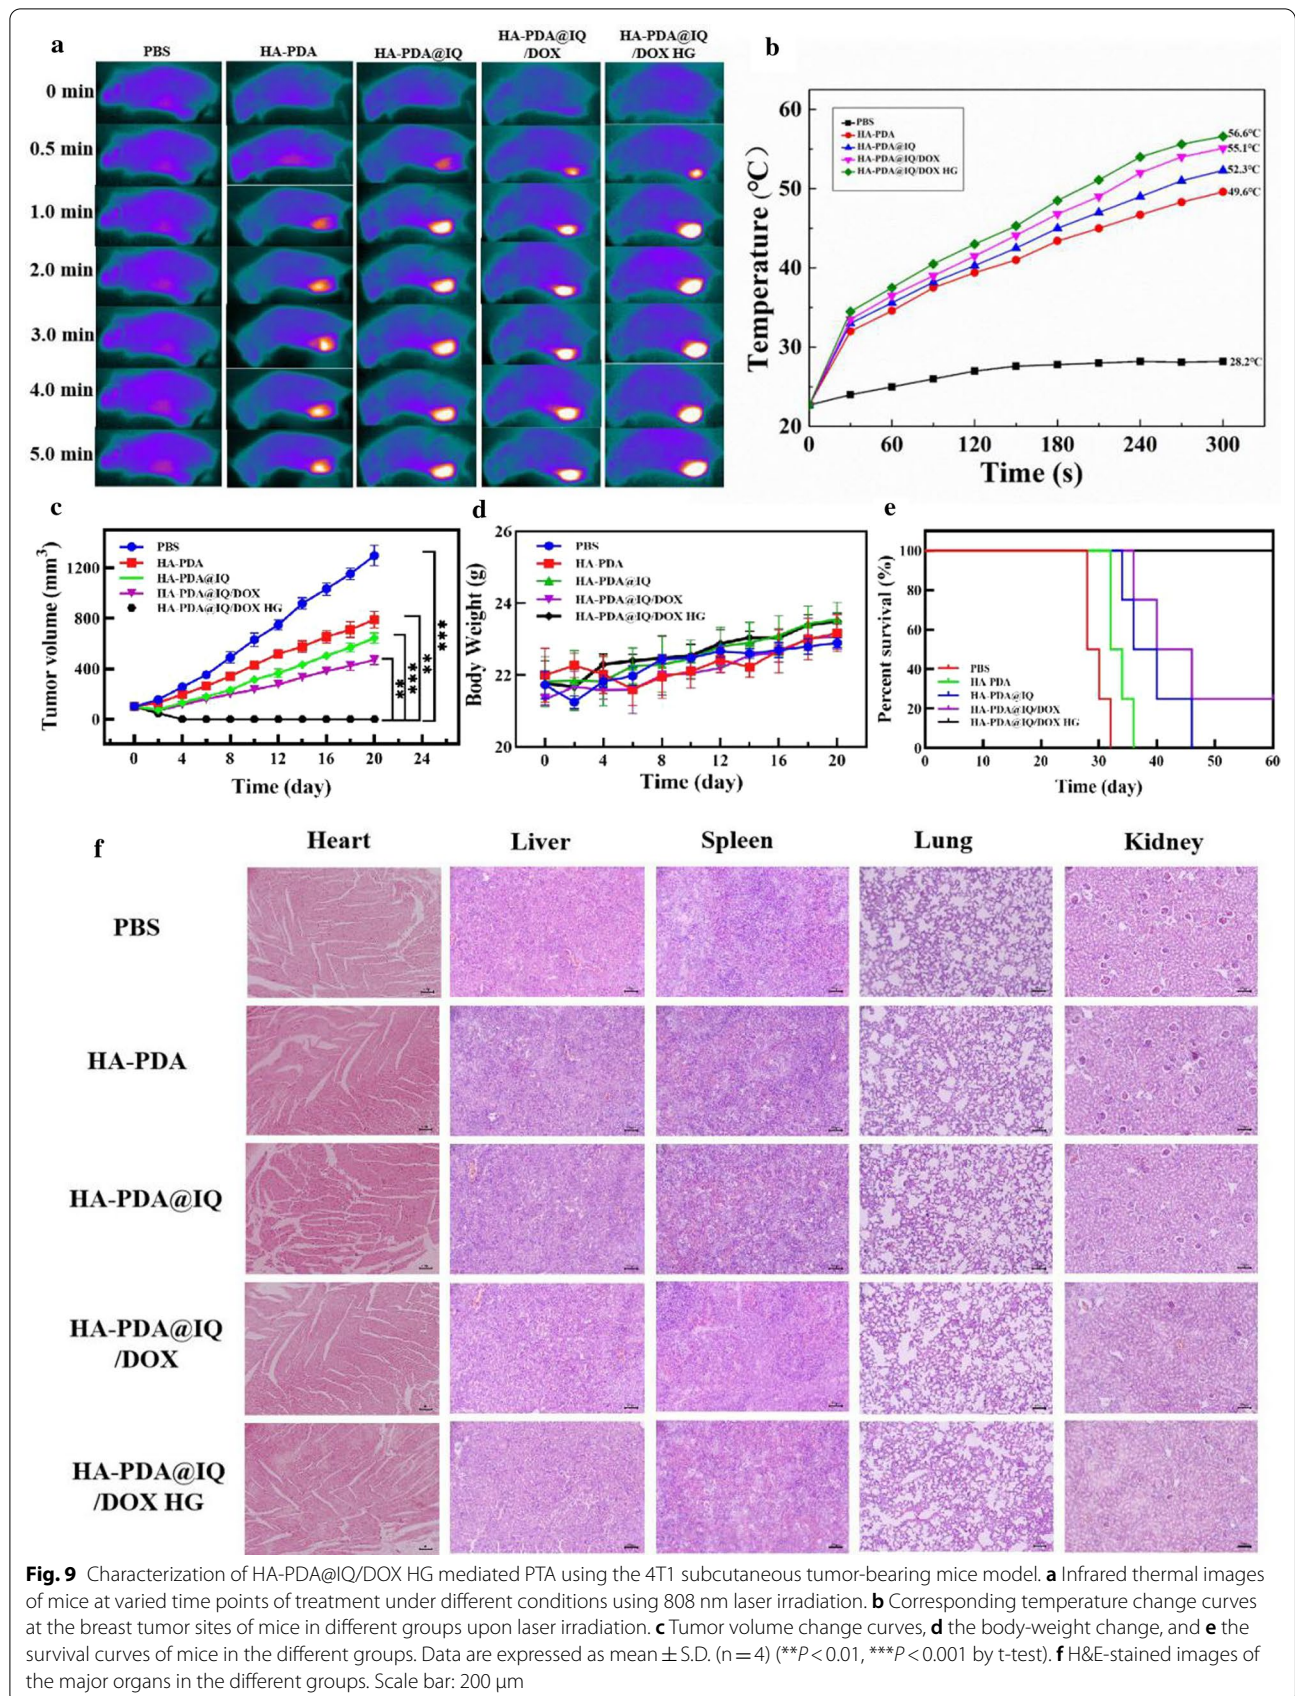 a
PBS
HA-PDA
HA-PDA@IQ
HA-PDA@IQ
/DOX
HA-PDA@IQ
/DOX HG
0 min
0.5 min
1.0 min
2.0 min
3.0 min
4.0 min
5.0 min
b
Temperature (°C)
60
50
40
30
20
PBS
HA-PDA
HA-PDA@IQ
HA-PDA@IQ/DOX
HA-PDA@IQ/DOX HG
56.6°C
55.1°C
52.3°C
49.6°C
28.2°C
0 60 120 180 240 300
Time (s)
c
Tumor volume (mm³)
1200
800
400
0
PBS
HA-PDA
HA-PDA@IQ
HA-PDA@IQ/DOX
HA-PDA@IQ/DOX HG
**
***
**
***
0 4 8 12 16 20 24
Time (day)
d
Body Weight (g)
26
24
22
20
PBS
HA-PDA
HA-PDA@IQ
HA-PDA@IQ/DOX
HA-PDA@IQ/DOX HG
0 4 8 12 16 20
Time (day)
e
Percent survival (%)
100
80
60
40
20
0
PBS
HA-PDA
HA-PDA@IQ
HA-PDA@IQ/DOX
HA-PDA@IQ/DOX HG
0 10 20 30 40 50 60
Time (day)
f
Heart Liver Spleen Lung Kidney
PBS
HA-PDA
HA-PDA@IQ
HA-PDA@IQ
/DOX
HA-PDA@IQ
/DOX HG
Fig. 9 Characterization of HA-PDA@IQ/DOX HG mediated PTA using the 4T1 subcutaneous tumor-bearing mice model. a Infrared thermal images
of mice at varied time points of treatment under different conditions using 808 nm laser irradiation. b Corresponding temperature change curves
at the breast tumor sites of mice in different groups upon laser irradiation. c Tumor volume change curves, d the body-weight change, and e the
survival curves of mice in the different groups. Data are expressed as mean ± S.D. (n = 4) (**P < 0.01, ***P < 0.001 by t-test). f H&E-stained images of
the major organs in the different groups. Scale bar: 200 μm